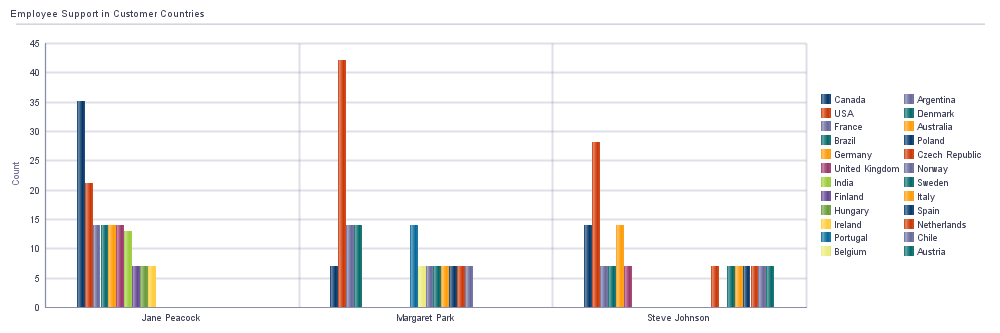 Employee Support in Customer Countries
45
40
35
30
25
20
15
10
5
0
Count
Jane Peacock
Margaret Park
Steve Johnson
Canada
USA
France
Brazil
Germany
United Kingdom
India
Finland
Hungary
Ireland
Portugal
Belgium
Argentina
Denmark
Australia
Poland
Czech Republic
Norway
Sweden
Italy
Spain
Netherlands
Chile
Austria